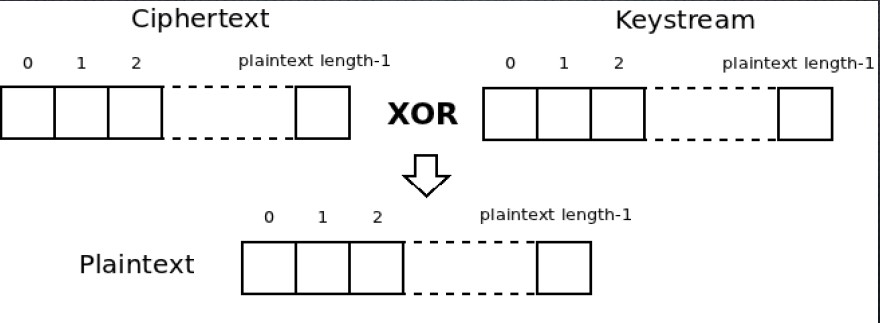 Ciphertext
Keystream
0 1 2 plaintext length-1
0 1 2 plaintext length-1
XOR
0 1 2 plaintext length-1
Plaintext